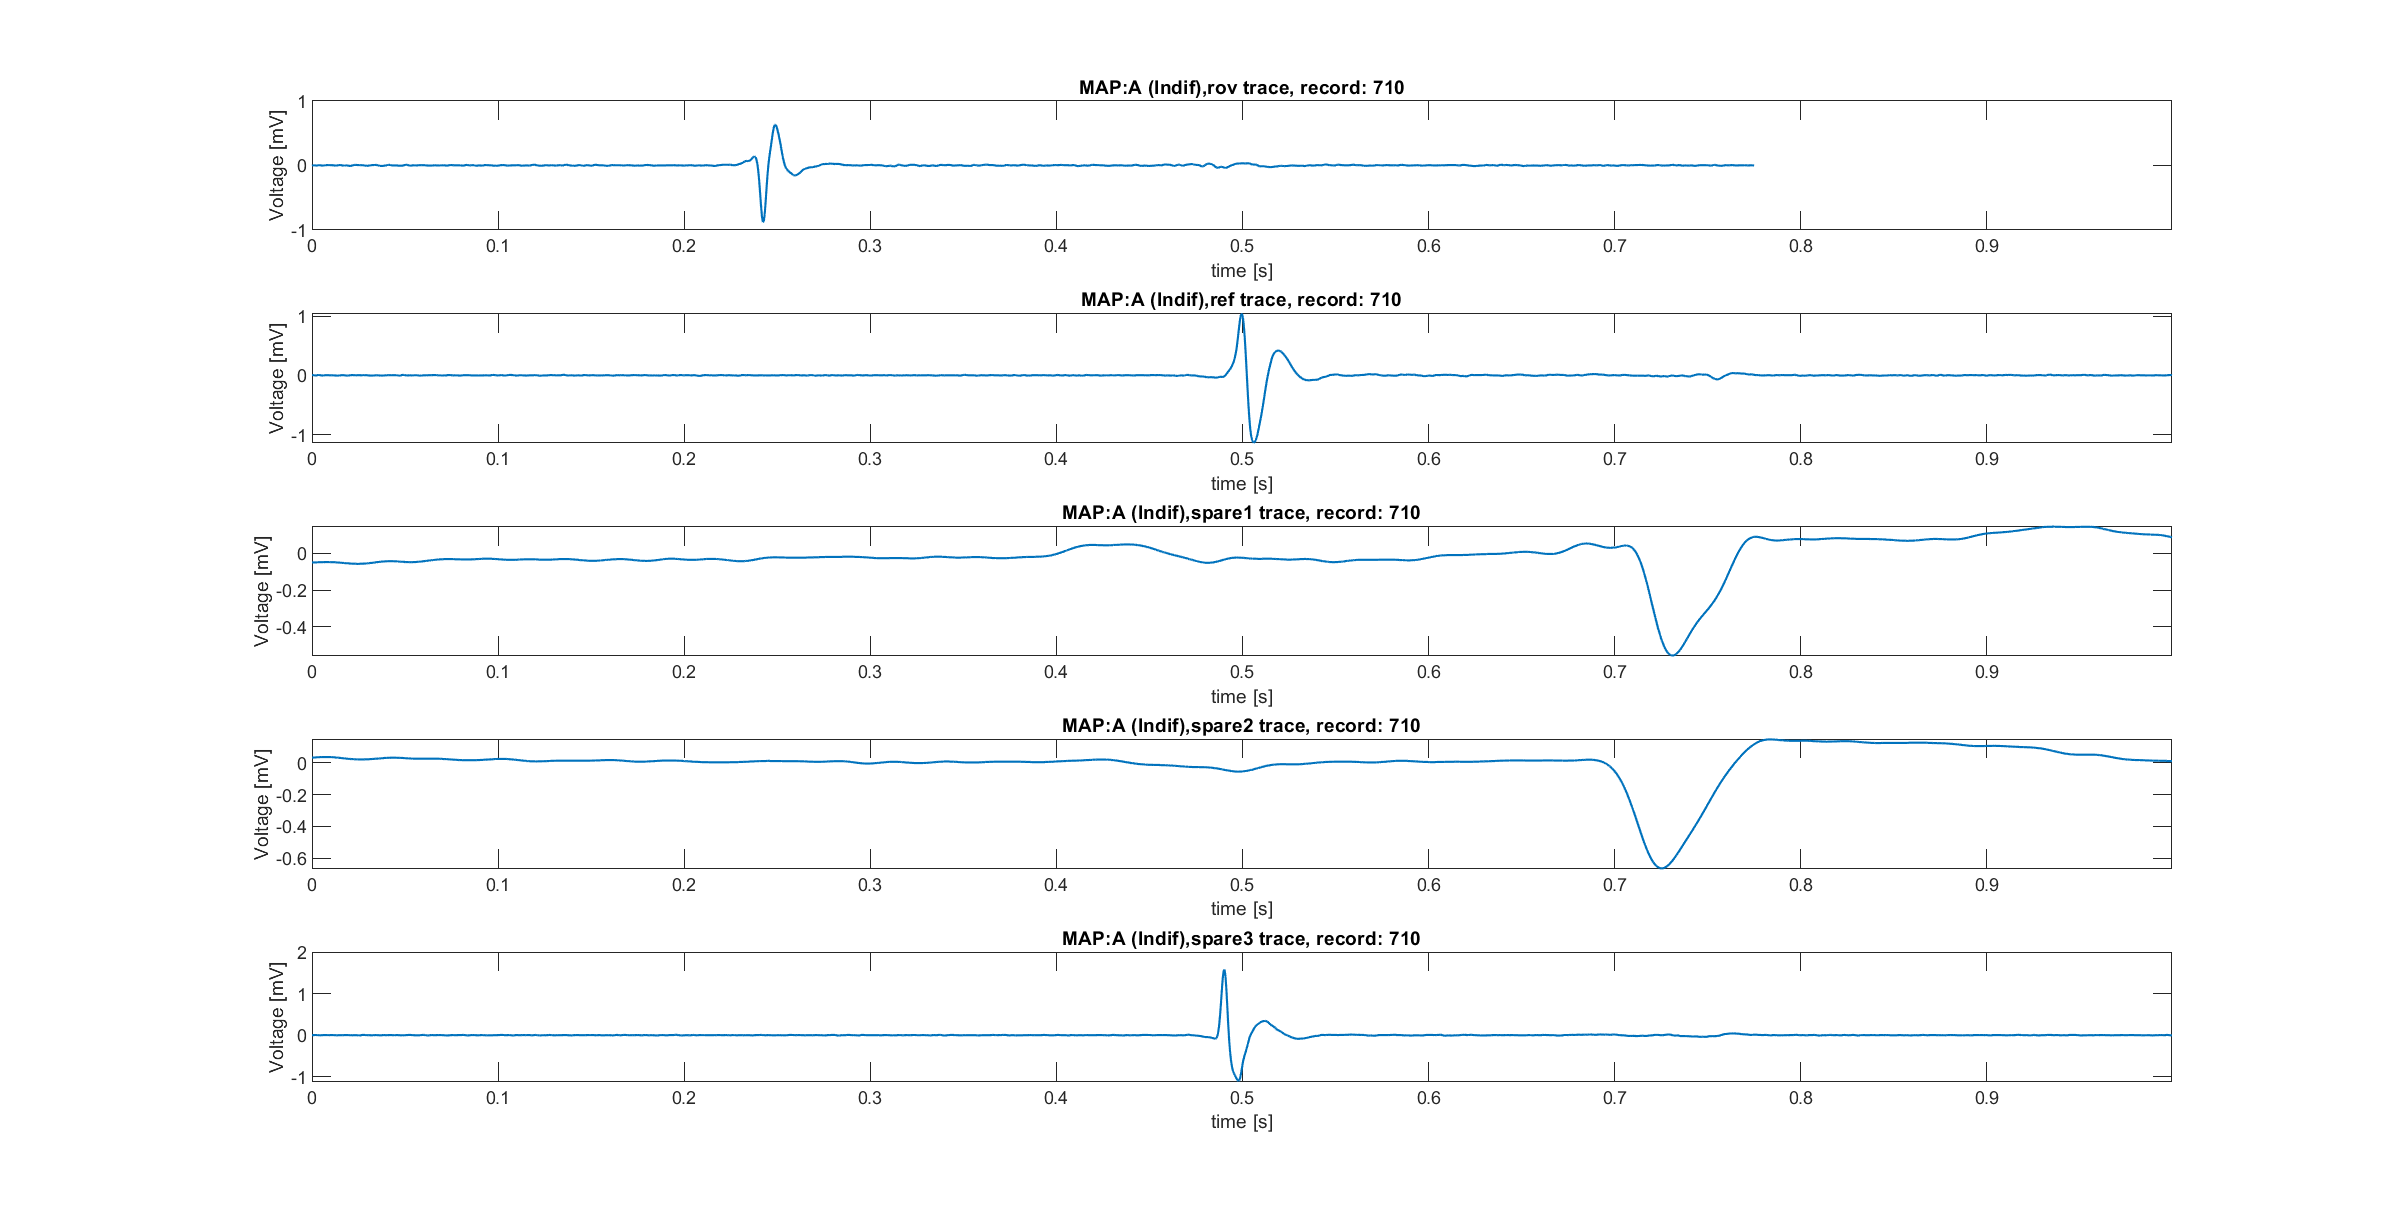 MAP:A (Indif),rov trace, record: 710
Voltage [mV]
1
0
-1
0 0.1 0.2 0.3 0.4 0.5 0.6 0.7 0.8 0.9
time [s]
MAP:A (Indif),ref trace, record: 710
Voltage [mV]
1
0
-1
0 0.1 0.2 0.3 0.4 0.5 0.6 0.7 0.8 0.9
time [s]
MAP:A (Indif),spare1 trace, record: 710
Voltage [mV]
0
-0.2
-0.4
0 0.1 0.2 0.3 0.4 0.5 0.6 0.7 0.8 0.9
time [s]
MAP:A (Indif),spare2 trace, record: 710
Voltage [mV]
0
-0.2
-0.4
-0.6
0 0.1 0.2 0.3 0.4 0.5 0.6 0.7 0.8 0.9
time [s]
MAP:A (Indif),spare3 trace, record: 710
Voltage [mV]
2
1
0
-1
0 0.1 0.2 0.3 0.4 0.5 0.6 0.7 0.8 0.9
time [s]